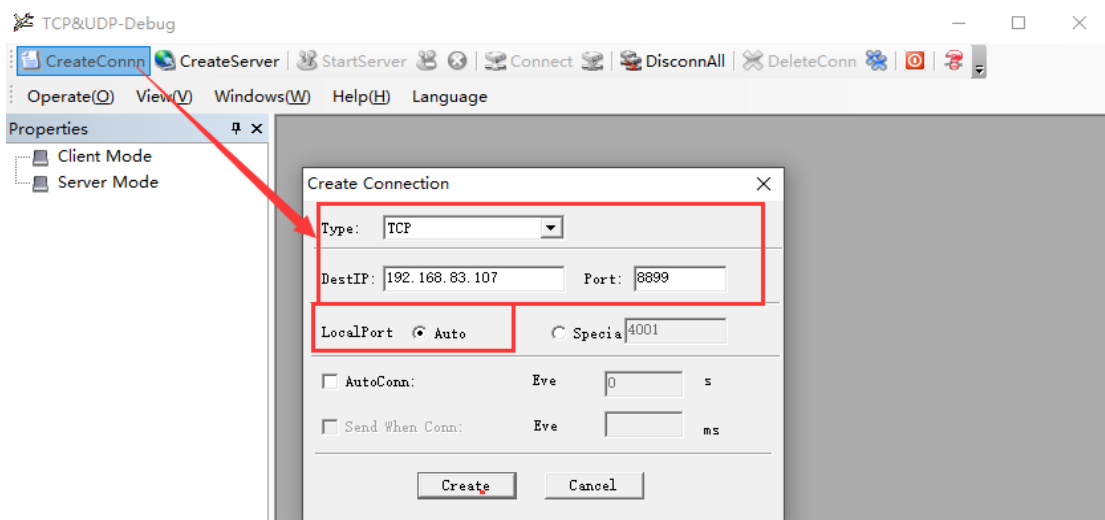 TCP&UDP-Debug
CreateConnn CreateServer StartServer Connect DisconnAll DeleteConn
Operate(O) View(V) Windows(W) Help(H) Language
Properties
Client Mode
Server Mode
Create Connection
Type: TCP
DestIP: 192.168.83.107 Port: 8899
LocalPort Auto Specia 4001
AutoConn: Eve 0 s
Send When Conn: Eve ms
Create Cancel